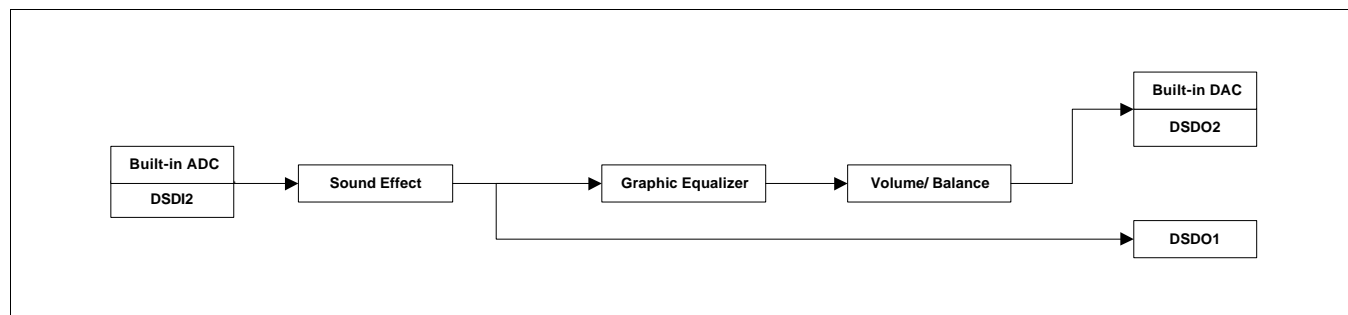 Built-in DAC
DSDO2
Built-in ADC
DSDI2
Sound Effect
Graphic Equalizer
Volume/ Balance
DSDO1